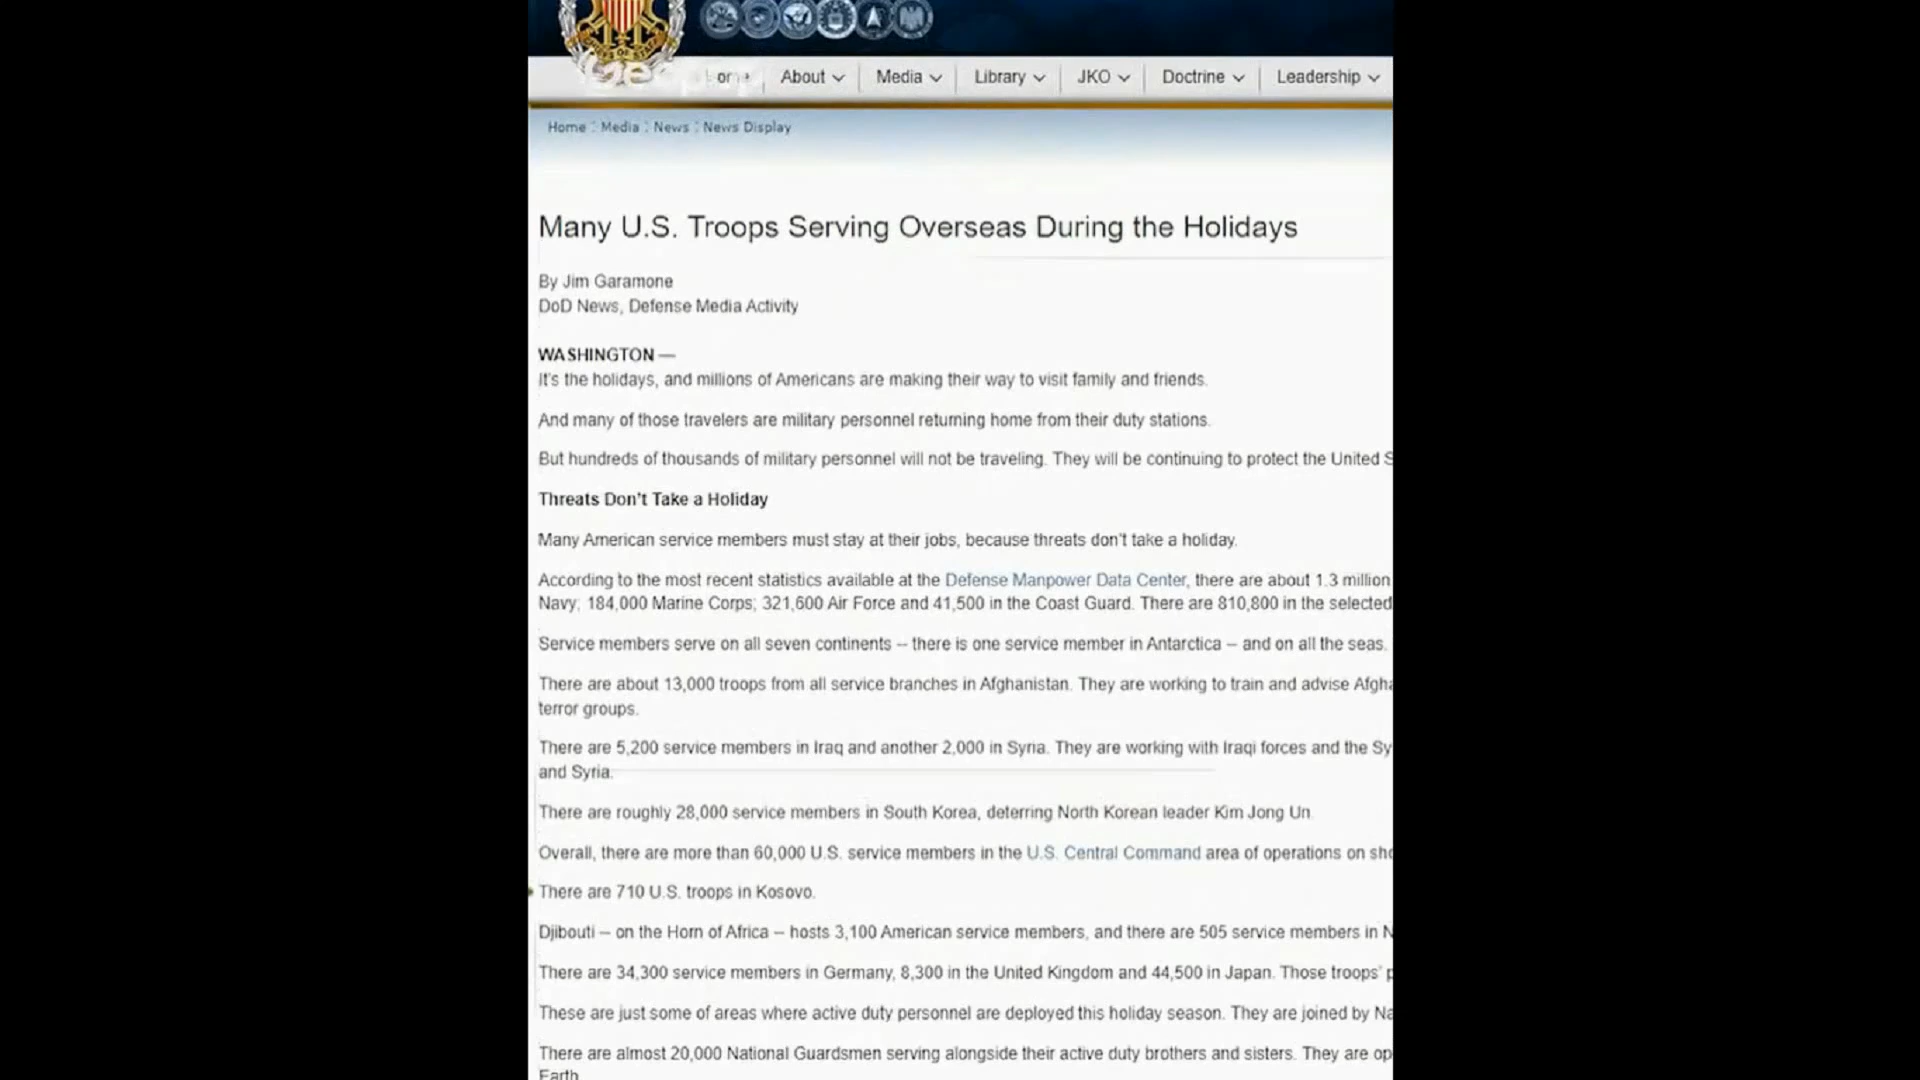 Home
About
Media
Library
JKO
Doctrine
Leadership
Home : Media : News : News Display
Many U.S. Troops Serving Overseas During the Holidays
By Jim Garamone
DoD News, Defense Media Activity
WASHINGTON —
It's the holidays, and millions of Americans are making their way to visit family and friends.
And many of those travelers are military personnel returning home from their duty stations.
But hundreds of thousands of military personnel will not be traveling. They will be continuing to protect the United S
Threats Don't Take a Holiday
Many American service members must stay at their jobs, because threats don't take a holiday.
According to the most recent statistics available at the Defense Manpower Data Center, there are about 1.3 million
Navy; 184,000 Marine Corps; 321,600 Air Force and 41,500 in the Coast Guard. There are 810,800 in the selected
Service members serve on all seven continents -- there is one service member in Antarctica -- and on all the seas.
There are about 13,000 troops from all service branches in Afghanistan. They are working to train and advise Afgha
terror groups.
There are 5,200 service members in Iraq and another 2,000 in Syria. They are working with Iraqi forces and the Sy
and Syria.
There are roughly 28,000 service members in South Korea, deterring North Korean leader Kim Jong Un.
Overall, there are more than 60,000 U.S. service members in the U.S. Central Command area of operations on sho
There are 710 U.S. troops in Kosovo.
Djibouti -- on the Horn of Africa -- hosts 3,100 American service members, and there are 505 service members in N
There are 34,300 service members in Germany, 8,300 in the United Kingdom and 44,500 in Japan. Those troops' p
These are just some of areas where active duty personnel are deployed this holiday season. They are joined by Na
There are almost 20,000 National Guardsmen serving alongside their active duty brothers and sisters. They are op
Earth